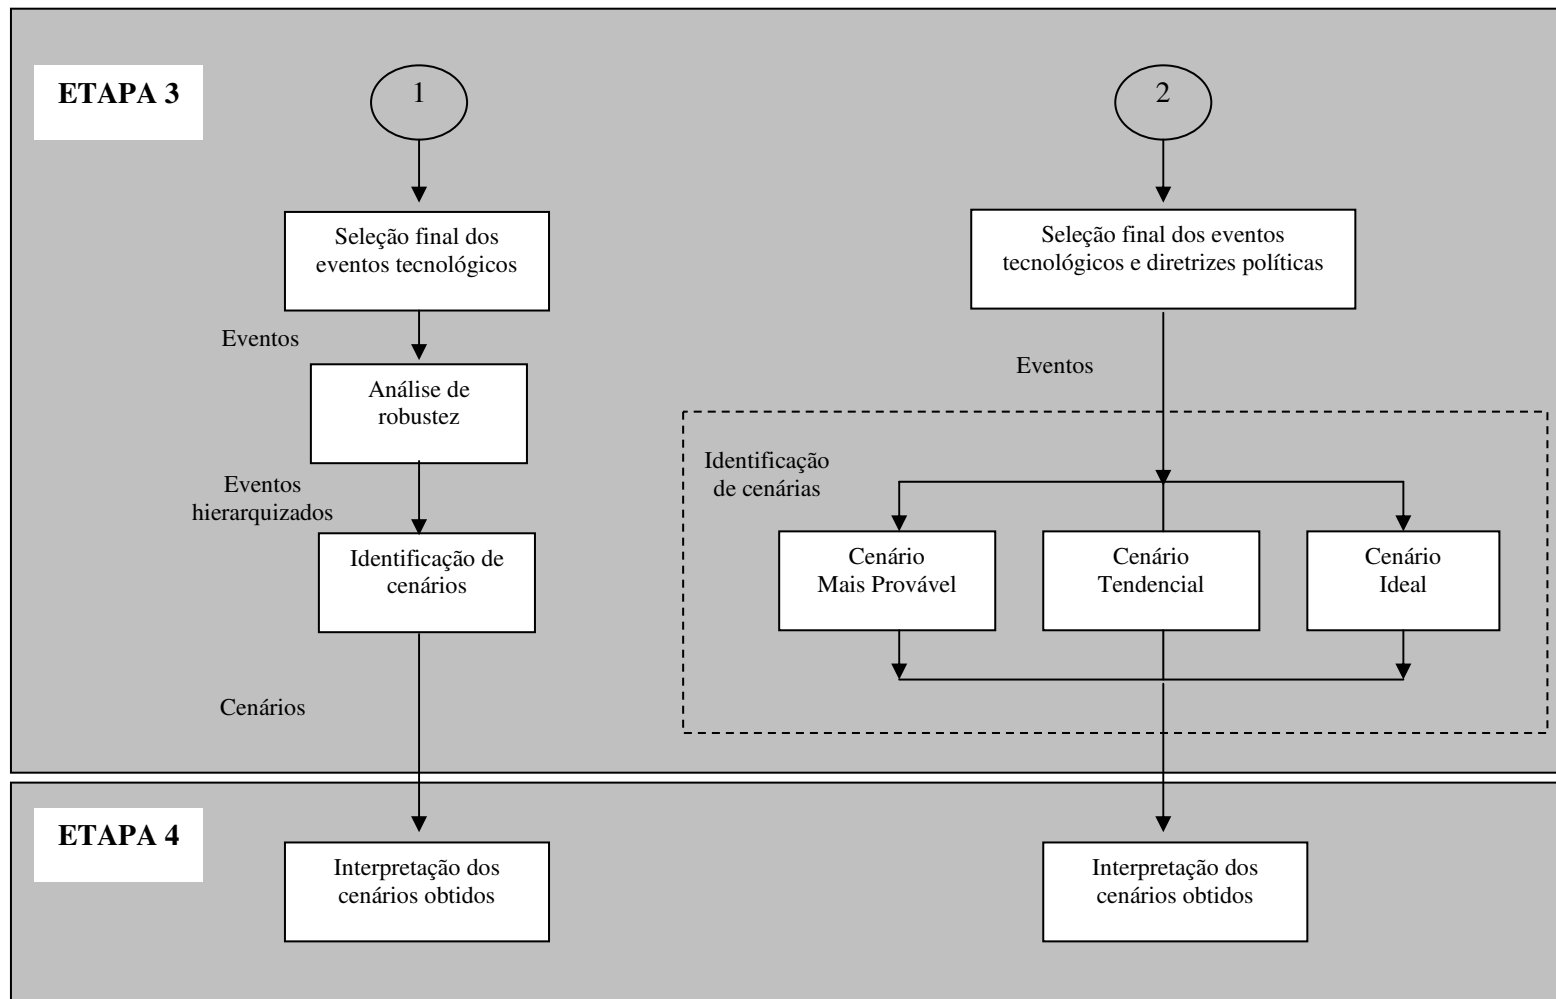 ETAPA 3
1
2
Seleção final dos
eventos tecnológicos
Seleção final dos eventos
tecnológicos e diretrizes políticas
Eventos
Eventos
Análise de
robustez
Identificação
de cenárias
Eventos
hierarquizados
Identificação de
cenários
Cenário
Mais Provável
Cenário
Tendencial
Cenário
Ideal
Cenários
ETAPA 4
Interpretação dos
cenários obtidos
Interpretação dos
cenários obtidos